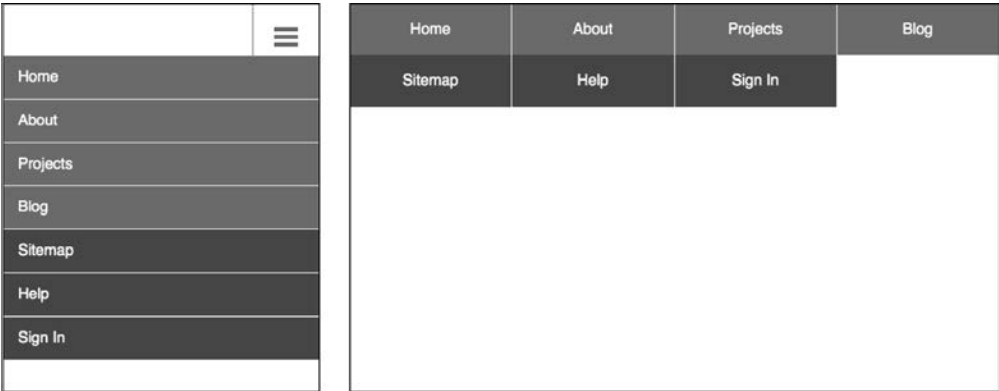 Home
About
Projects
Blog
Sitemap
Help
Sign In
Home About Projects Blog
Sitemap Help Sign In